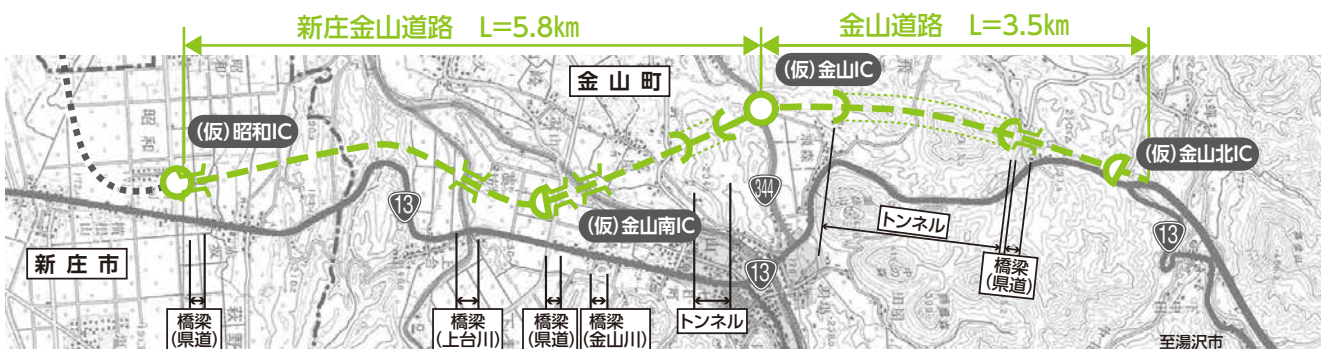 新庄金山道路 L=5.8㎞
金山道路 L=3.5㎞
金山町
(仮)金山IC
(仮)昭和IC
昭和
(仮)金山北IC
13
344
(仮)金山南IC
トンネル
13
新庄市
13
橋梁
(県道)
橋梁
(県道)
橋梁
(上台川)
橋梁
(県道)
橋梁
(金山川)
トンネル
至湯沢市